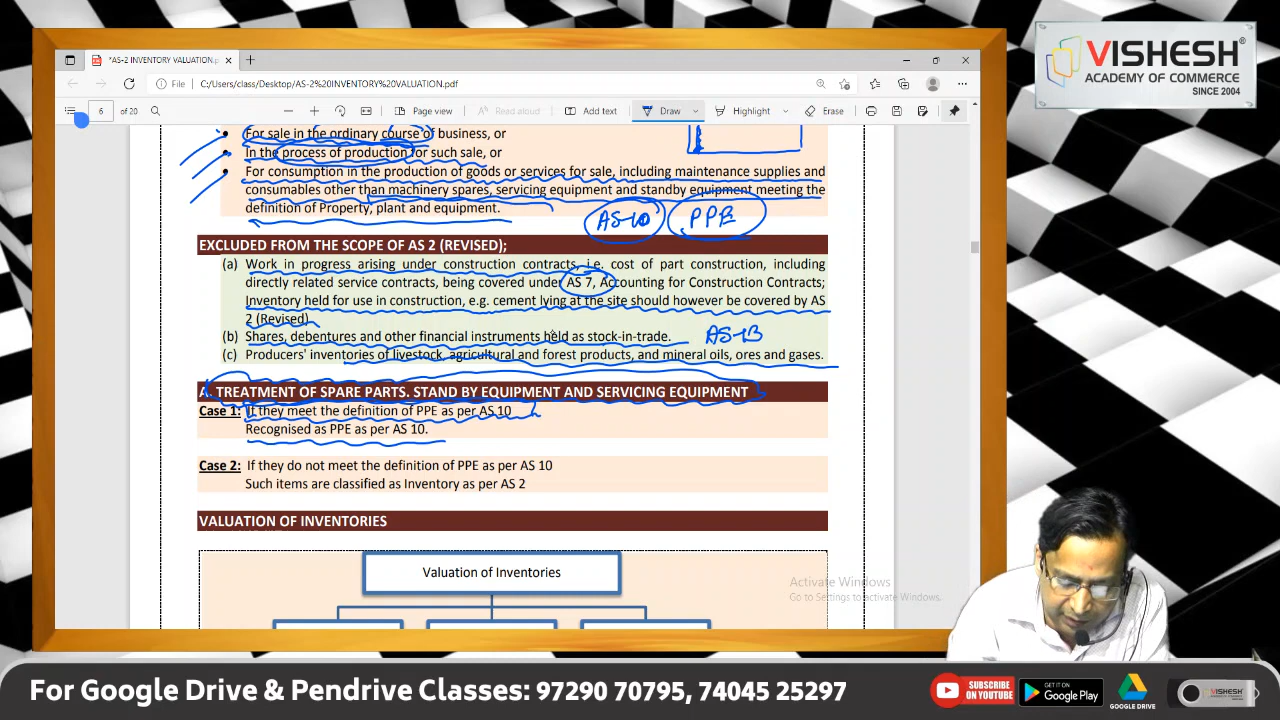 VISHESH®
ACADEMY OF COMMERCE
SINCE 2004
*AS-2 INVENTORY VALUATION.p
File
C:/Users/class/Desktop/AS-2%20INVENTORY%20VALUATION.pdf
6 of 20
Page view
Read aloud
Add text
Draw
Highlight
Erase
For sale in the ordinary course of business, or
In the process of production for such sale, or
For consumption in the production of goods or services for sale, including maintenance supplies and
consumables other than machinery spares, servicing equipment and standby equipment meeting the
definition of Property, plant and equipment.
AS-10 PPE
EXCLUDED FROM THE SCOPE OF AS 2 (REVISED);
(a) Work in progress arising under construction contracts, i.e. cost of part construction, including
directly related service contracts, being covered under AS 7, Accounting for Construction Contracts;
Inventory held for use in construction, e.g. cement lying at the site should however be covered by AS
2 (Revised)
(b) Shares, debentures and other financial instruments held as stock-in-trade. AS-13
(c) Producers' inventories of livestock, agricultural and forest products, and mineral oils, ores and gases.
A. TREATMENT OF SPARE PARTS. STAND BY EQUIPMENT AND SERVICING EQUIPMENT
Case 1: If they meet the definition of PPE as per AS 10
Recognised as PPE as per AS 10.
Case 2: If they do not meet the definition of PPE as per AS 10
Such items are classified as Inventory as per AS 2
VALUATION OF INVENTORIES
Valuation of Inventories
Activate Windows
Go to Settings to activate Windows.
For Google Drive & Pendrive Classes: 97290 70795, 74045 25297
SUBSCRIBE
ON YOUTUBE
GET IT ON
Google Play
GOOGLE DRIVE
VISHESH